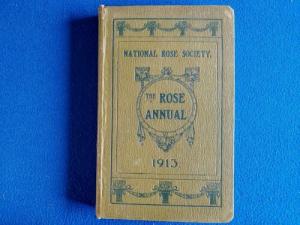 NATIONAL ROSE SOCIETY.
THE ROSE
ANNUAL
1913